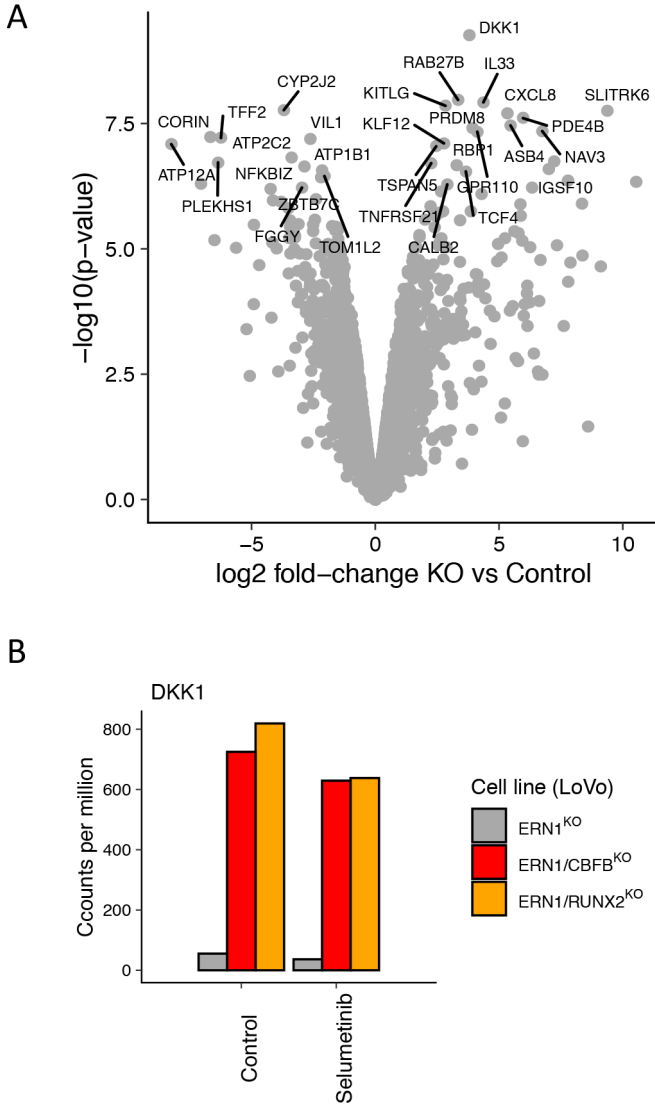 A
DKK1
RAB27B
IL33
CYP2J2
KITLG
CXCL8
SLITRK6
CORIN
TFF2
VIL1
KLF12
PRDM8
PDE4B
ATP2C2
ATP1B1
RBP1
ASB4
NAV3
ATP12A
NFKBIZ
TSPAN5
GPR110
IGSF10
PLEKHS1
ZBTB7C
TNFRSF21
TCF4
FGGY
TOM1L2
CALB2
7.5
5.0
2.5
0.0
−log10(p−value)
−5
0
5
10
log2 fold−change KO vs Control
B
DKK1
800
600
400
200
0
Ccounts per million
Control
Selumetinib
Cell line (LoVo)
ERN1KO
ERN1/CBFBKO
ERN1/RUNX2KO